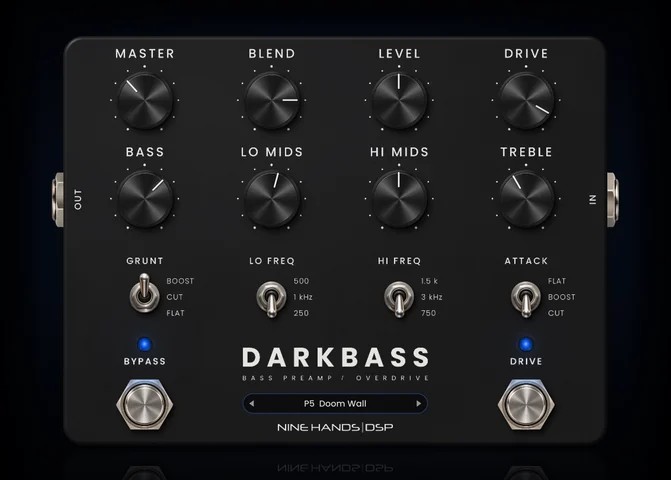 MASTER BLEND LEVEL DRIVE
BASS LO MIDS HI MIDS TREBLE
OUT
IN
GRUNT LO FREQ HI FREQ ATTACK
BOOST 500 1.5 k FLAT
CUT 1 kHz 3 kHz BOOST
FLAT 250 750 CUT
BYPASS DARKBASS DRIVE
BASS PREAMP / OVERDRIVE
P5 Doom Wall
NINE HANDS|DSP